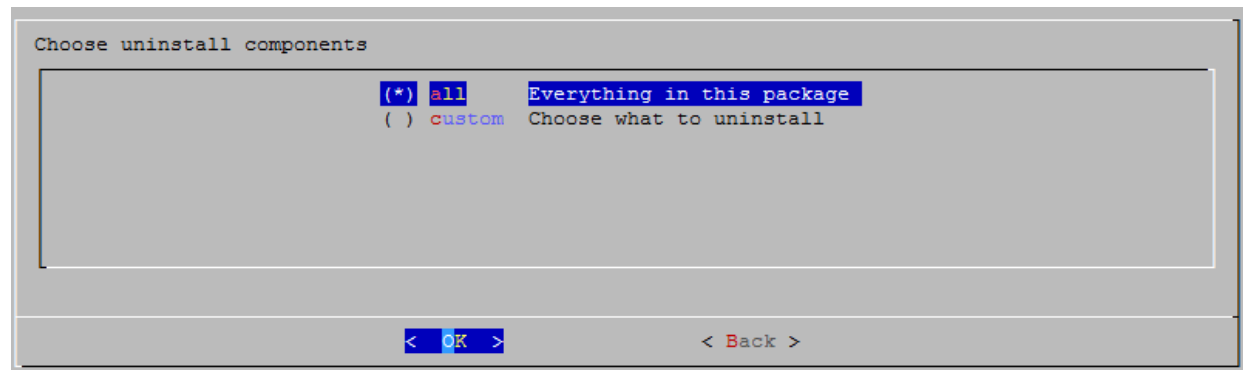 Choose uninstall components
(*) all Everything in this package
( ) custom Choose what to uninstall
< OK > < Back >